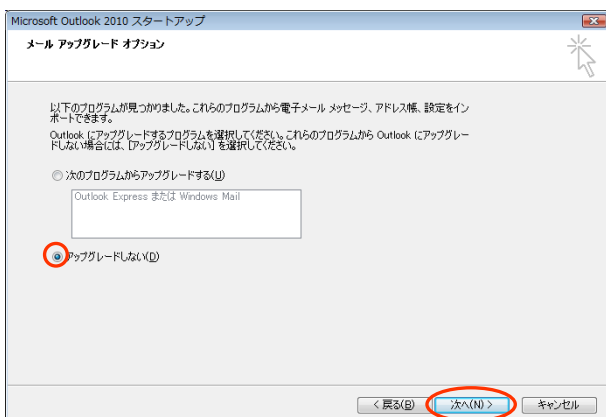 Microsoft Outlook 2010 スタートアップ
メール アップグレード オプション
以下のプログラムが見つかりました。これらのプログラムから電子メール メッセージ、アドレス帳、設定をイン
ポートできます。
Outlook にアップグレードするプログラムを選択してください。これらのプログラムから Outlook にアップグレー
ドしない場合には、[アップグレードしない] を選択してください。
次のプログラムからアップグレードする(U)
Outlook Express または Windows Mail
アップグレードしない(D)
< 戻る(B) 次へ(N) > キャンセル